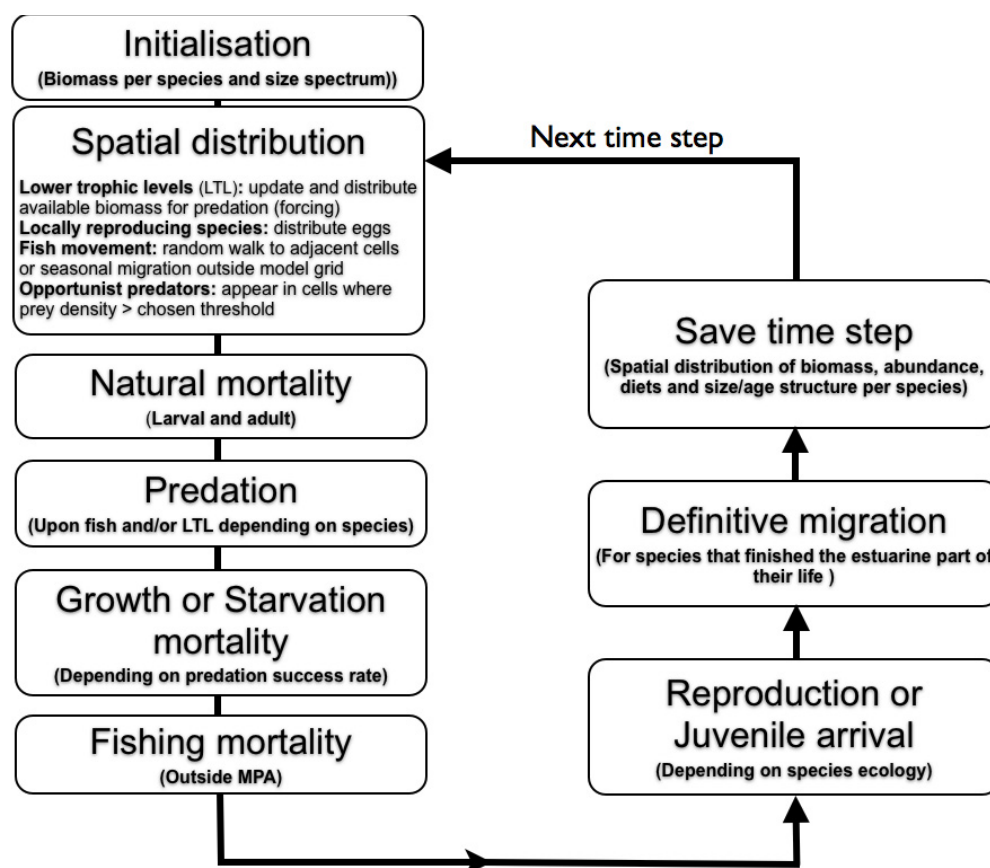 Initialisation
(Biomass per species and size spectrum))
Spatial distribution
Lower trophic levels (LTL): update and distribute
available biomass for predation (forcing)
Locally reproducing species: distribute eggs
Fish movement: random walk to adjacent cells
or seasonal migration outside model grid
Opportunist predators: appear in cells where
prey density > chosen threshold
Natural mortality
(Larval and adult)
Predation
(Upon fish and/or LTL depending on species)
Growth or Starvation
mortality
(Depending on predation success rate)
Fishing mortality
(Outside MPA)
Reproduction or
Juvenile arrival
(Depending on species ecology)
Definitive migration
(For species that finished the estuarine part of
their life )
Save time step
(Spatial distribution of biomass, abundance,
diets and size/age structure per species)
Next time step